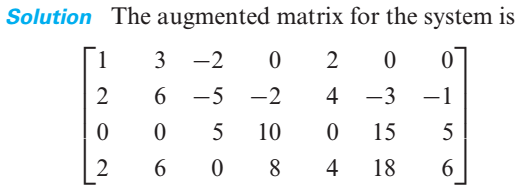 Solution The augmented matrix for the system is
1 3 −2 0 2 0 0
2 6 −5 −2 4 −3 −1
0 0 5 10 0 15 5
2 6 0 8 4 18 6